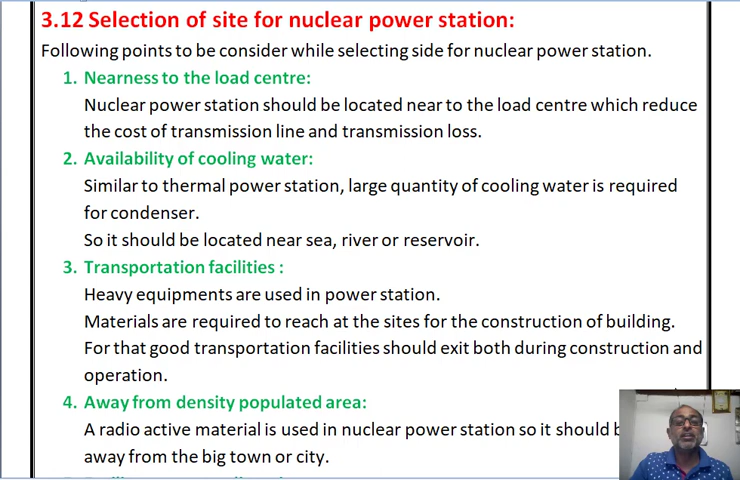 3.12 Selection of site for nuclear power station:
Following points to be consider while selecting side for nuclear power station.
1. Nearness to the load centre:
Nuclear power station should be located near to the load centre which reduce
the cost of transmission line and transmission loss.
2. Availability of cooling water:
Similar to thermal power station, large quantity of cooling water is required
for condenser.
So it should be located near sea, river or reservoir.
3. Transportation facilities :
Heavy equipments are used in power station.
Materials are required to reach at the sites for the construction of building.
For that good transportation facilities should exit both during construction and
operation.
4. Away from density populated area:
A radio active material is used in nuclear power station so it should
away from the big town or city.